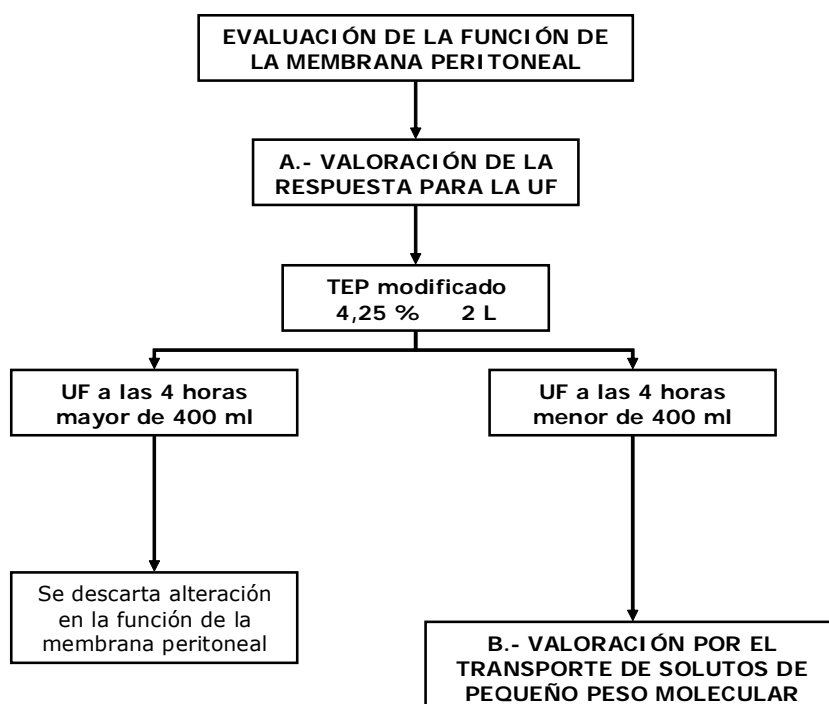 EVALUACIÓN DE LA FUNCIÓN DE
LA MEMBRANA PERITONEAL
A.- VALORACIÓN DE LA
RESPUESTA PARA LA UF
TEP modificado
4,25 % 2 L
UF a las 4 horas
mayor de 400 ml
UF a las 4 horas
menor de 400 ml
Se descarta alteración
en la función de la
membrana peritoneal
B.- VALORACIÓN POR EL
TRANSPORTE DE SOLUTOS DE
PEQUEÑO PESO MOLECULAR